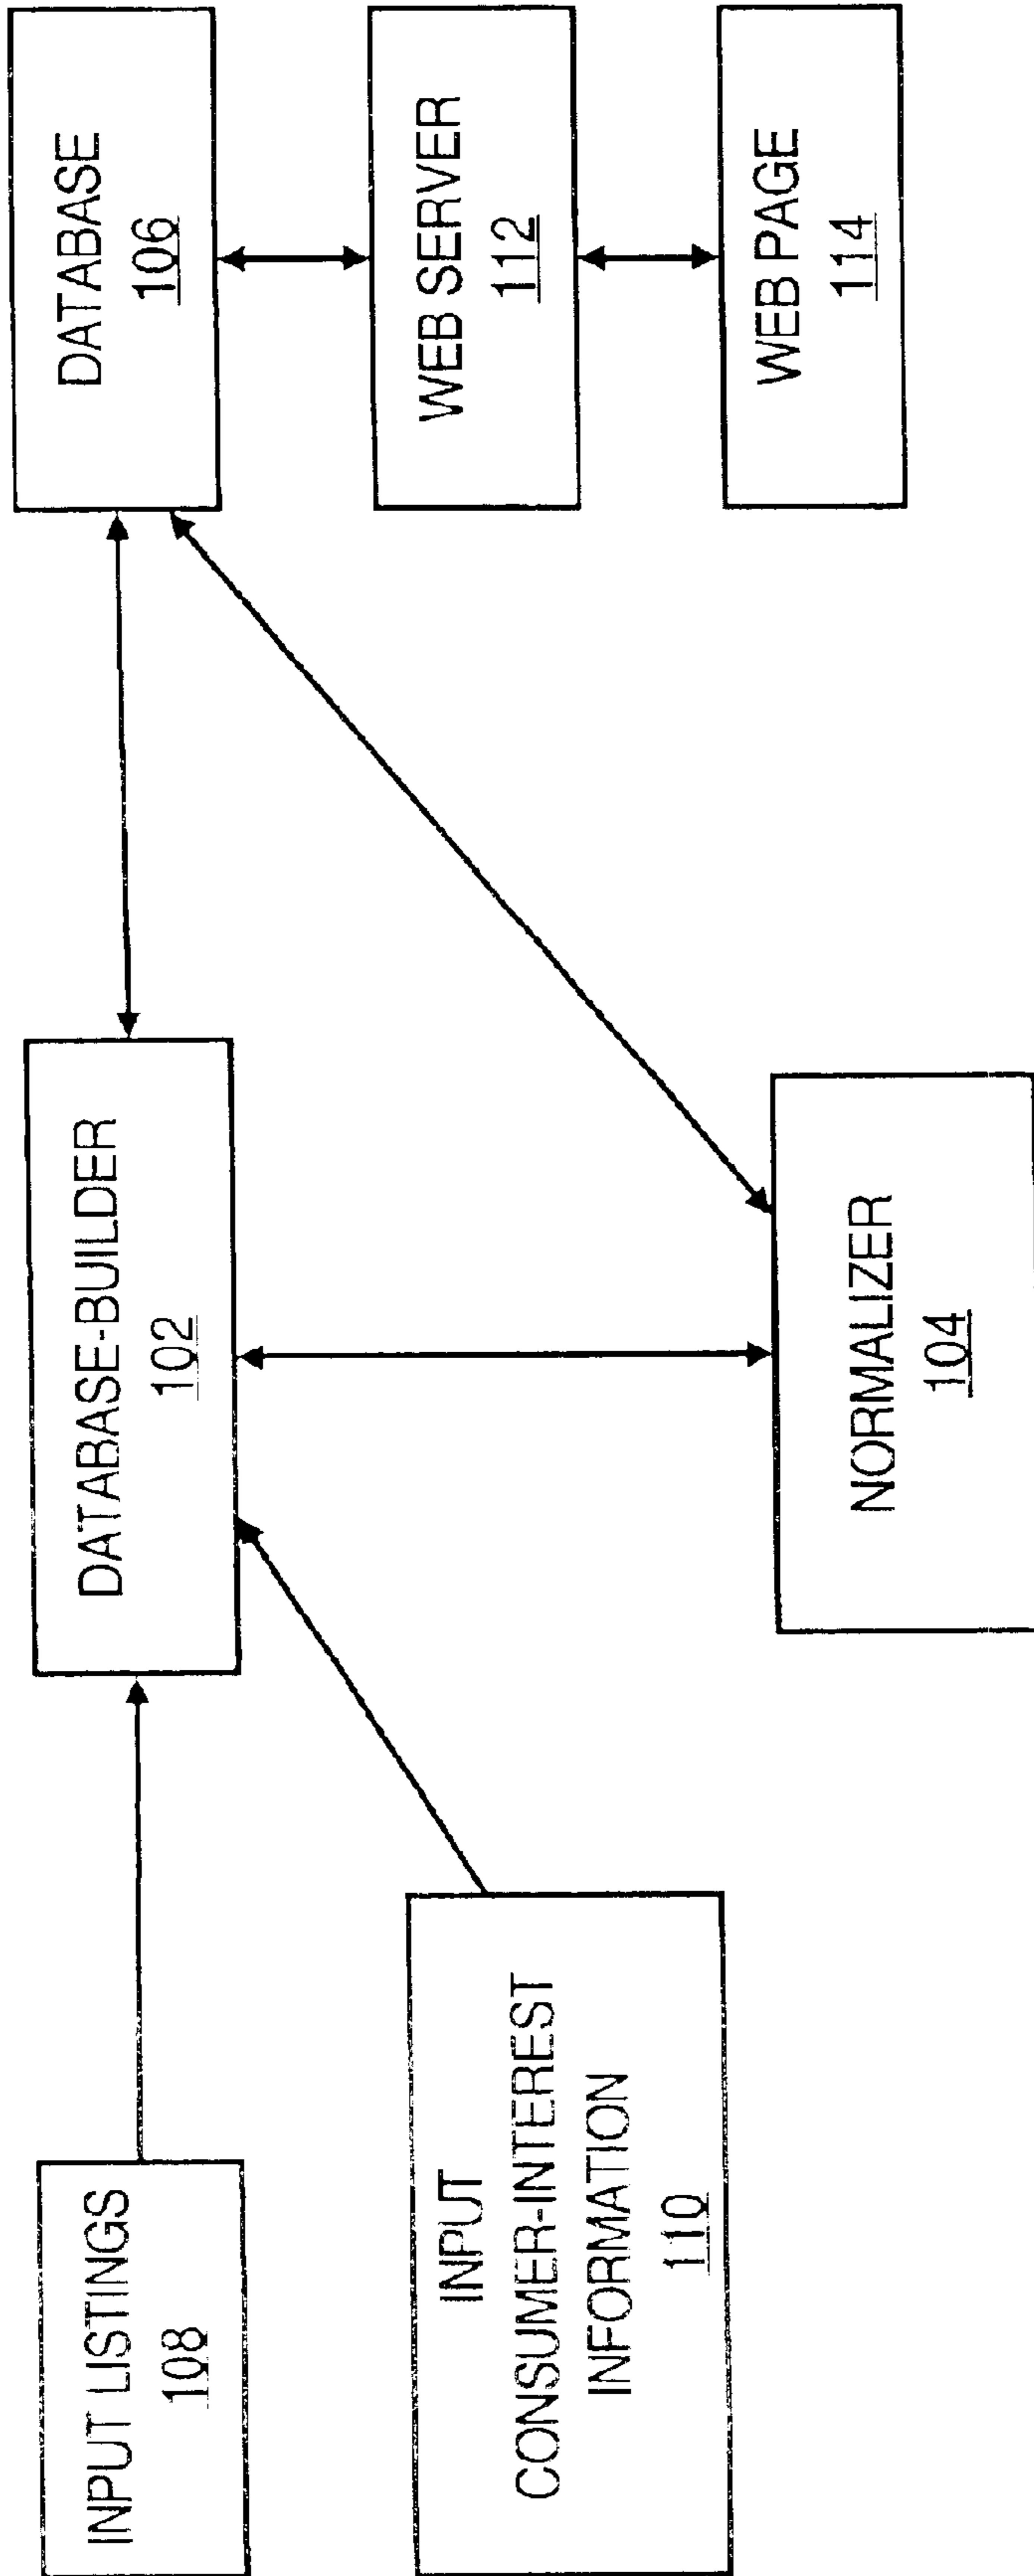 INPUT LISTINGS
108
DATABASE-BUILDER
102
DATABASE
106
INPUT
CONSUMER-INTEREST
INFORMATION
110
NORMALIZER
104
WEB SERVER
112
WEB PAGE
114